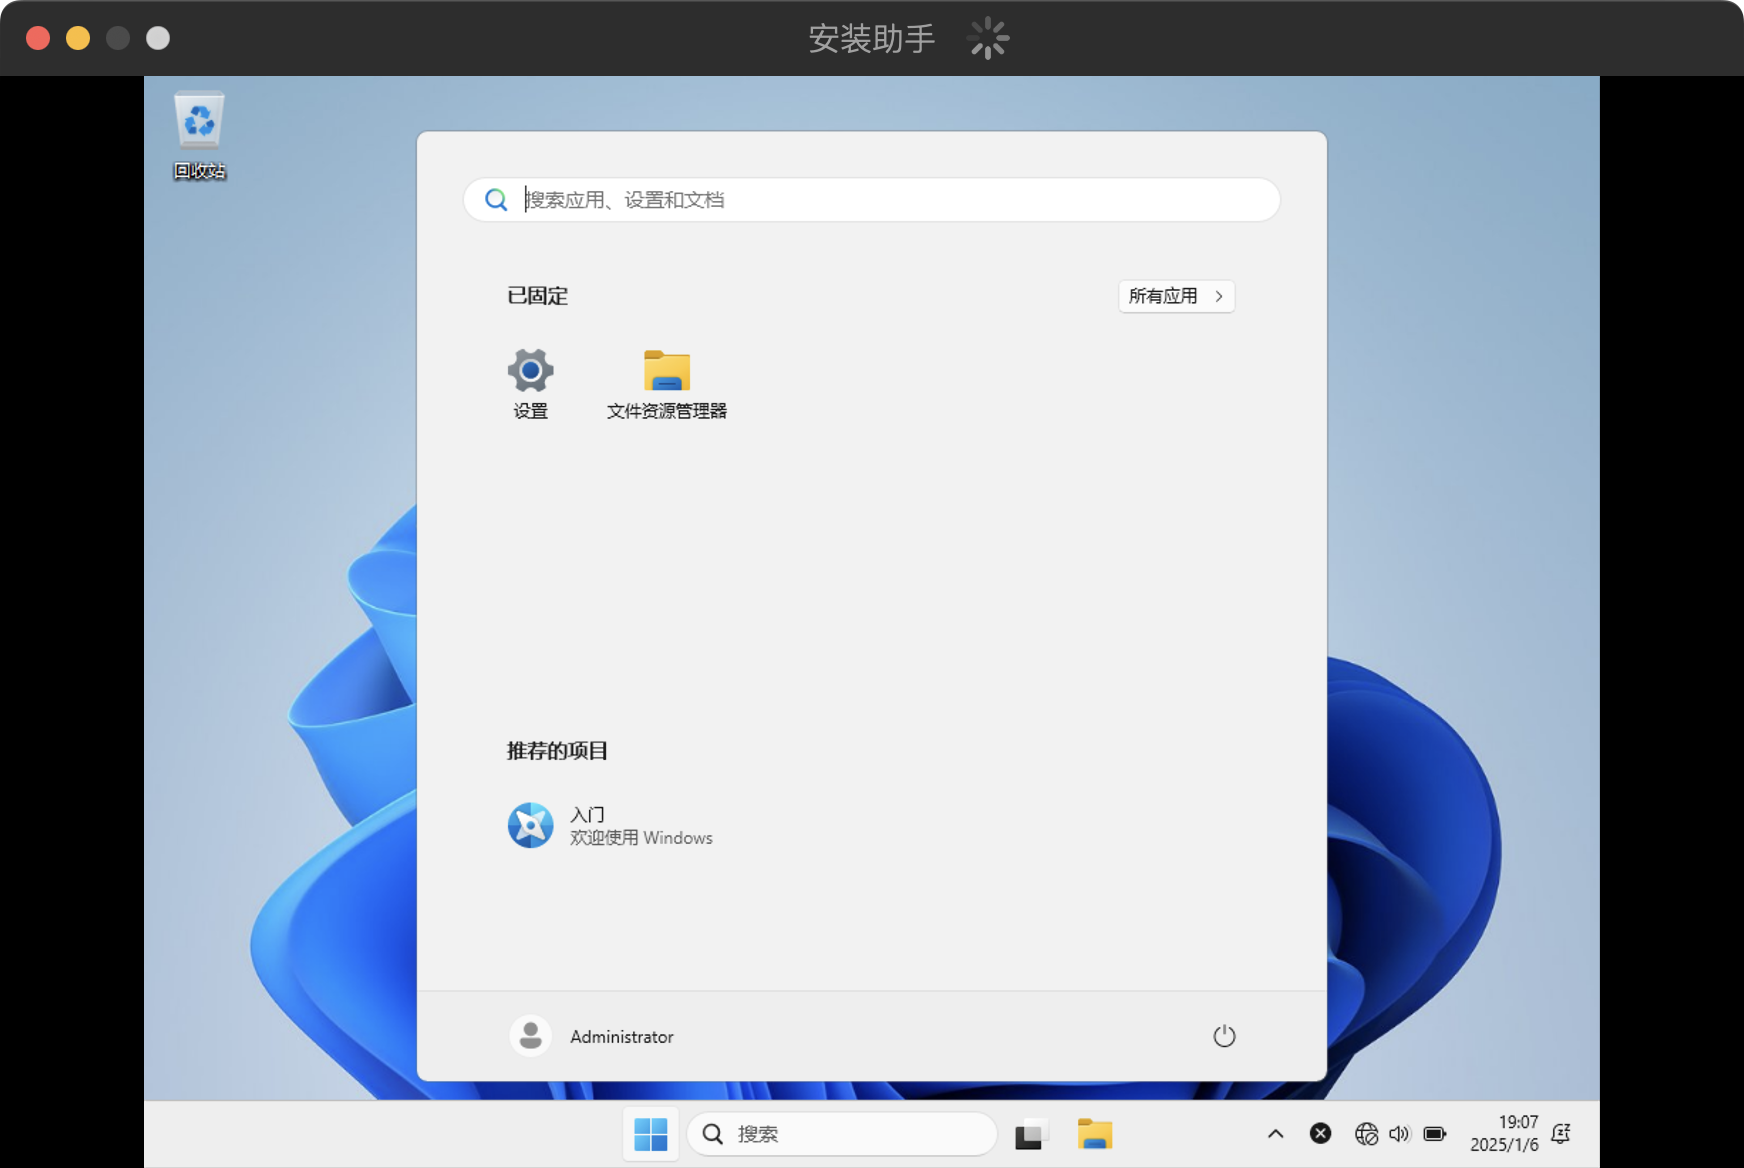 安装助手
回收站
搜索应用、设置和文档
已固定
所有应用
设置
文件资源管理器
推荐的项目
入门
欢迎使用 Windows
Administrator
搜索
19:07
2025/1/6